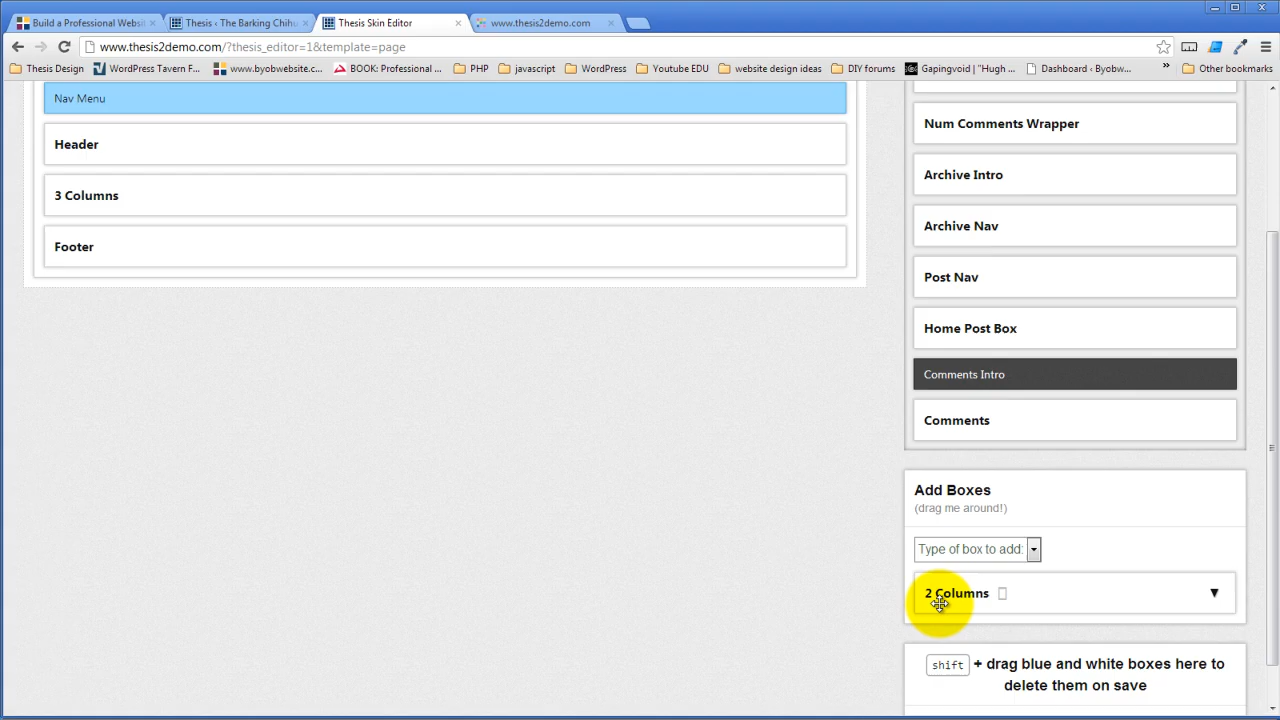 Build a Professional Websit
Thesis ‹ The Barking Chihu
Thesis Skin Editor
www.thesis2demo.com
www.thesis2demo.com/?thesis_editor=1&template=page
Thesis Design
WordPress Tavern F...
www.byobwebsite.c...
BOOK: Professional ...
PHP
javascript
WordPress
Youtube EDU
website design ideas
DIY forums
Gapingvoid | "Hugh ...
Dashboard ‹ Byobw...
»
Other bookmarks
Nav Menu
Header
3 Columns
Footer
Num Comments Wrapper
Archive Intro
Archive Nav
Post Nav
Home Post Box
Comments Intro
Comments
Add Boxes
(drag me around!)
Type of box to add:
2 Columns
shift + drag blue and white boxes here to
delete them on save